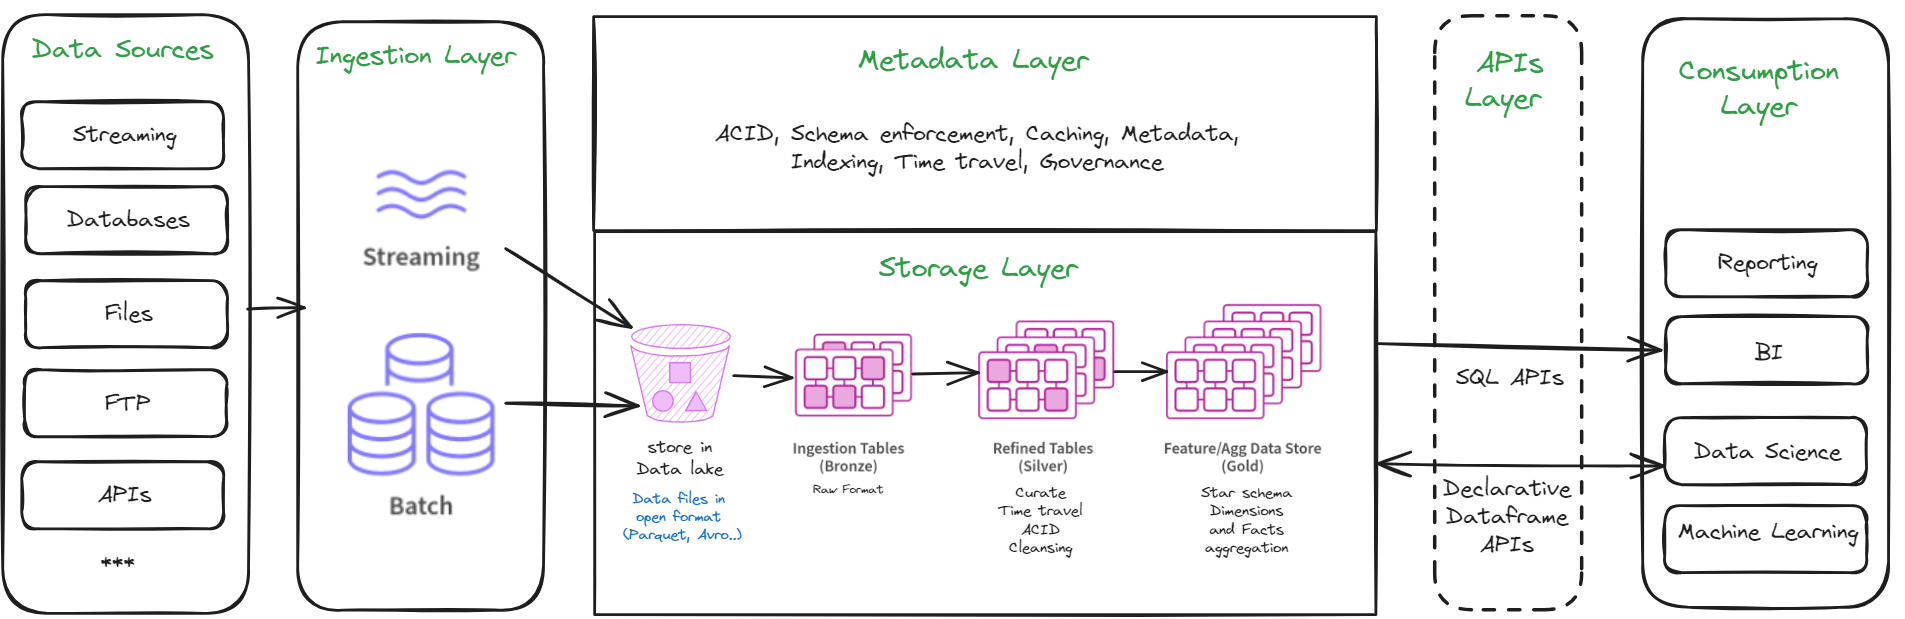 Data Sources
Streaming
Databases
Files
FTP
APIs
***
Ingestion Layer
Streaming
Batch
Metadata Layer
ACID, Schema enforcement, Caching, Metadata,
Indexing, Time travel, Governance
Storage Layer
store in
Data lake
Data files in
open format
(Parquet, Avro..)
Ingestion Tables
(Bronze)
Raw Format
Refined Tables
(Silver)
Curate
Time travel
ACID
Cleansing
Feature/Agg Data Store
(Gold)
Star schema
Dimensions
and Facts
aggregation
APIs
Layer
SQL APIs
Declarative
Dataframe
APIs
Consumption
Layer
Reporting
BI
Data Science
Machine Learning